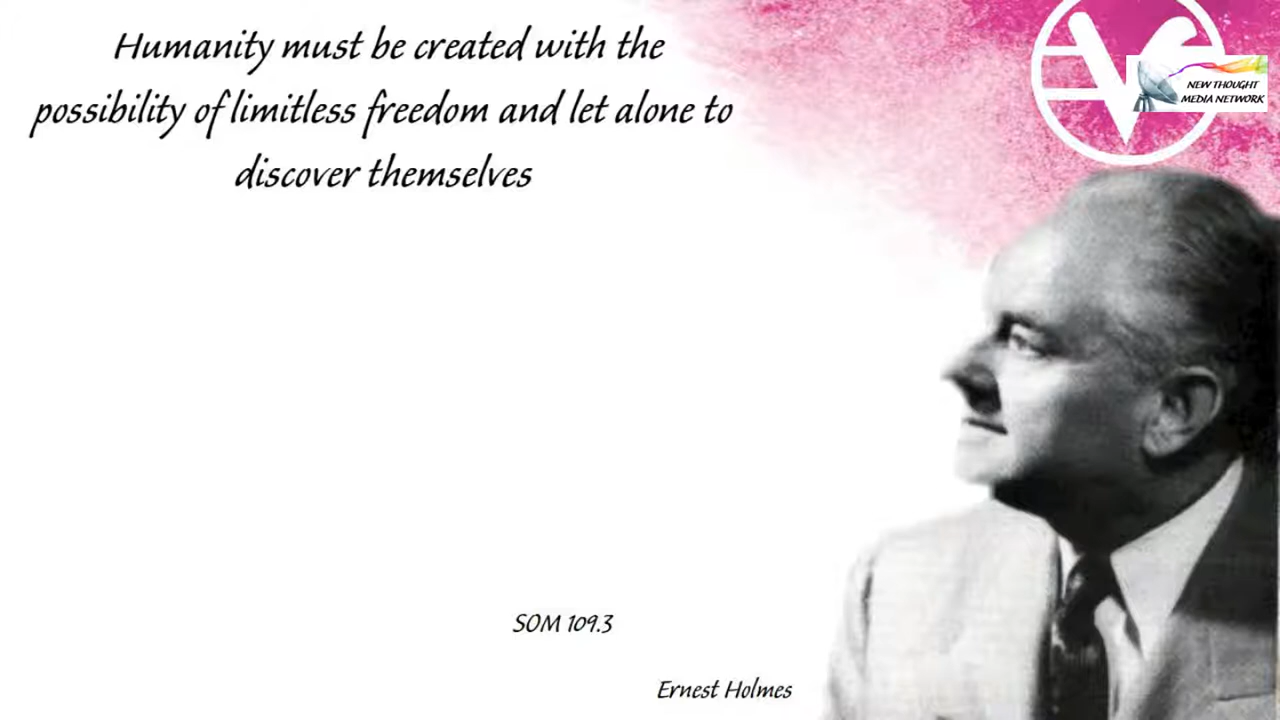 Humanity must be created with the
possibility of limitless freedom and let alone to
discover themselves
NEW THOUGHT
MEDIA NETWORK
SOM 109.3
Ernest Holmes